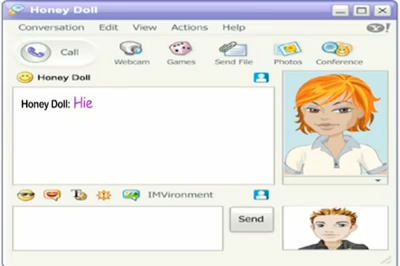 Honey Doll
Conversation Edit View Actions Help Y!
Call Webcam Games Send File Photos Conference
Honey Doll
Honey Doll: Hie
IMVironment
Send